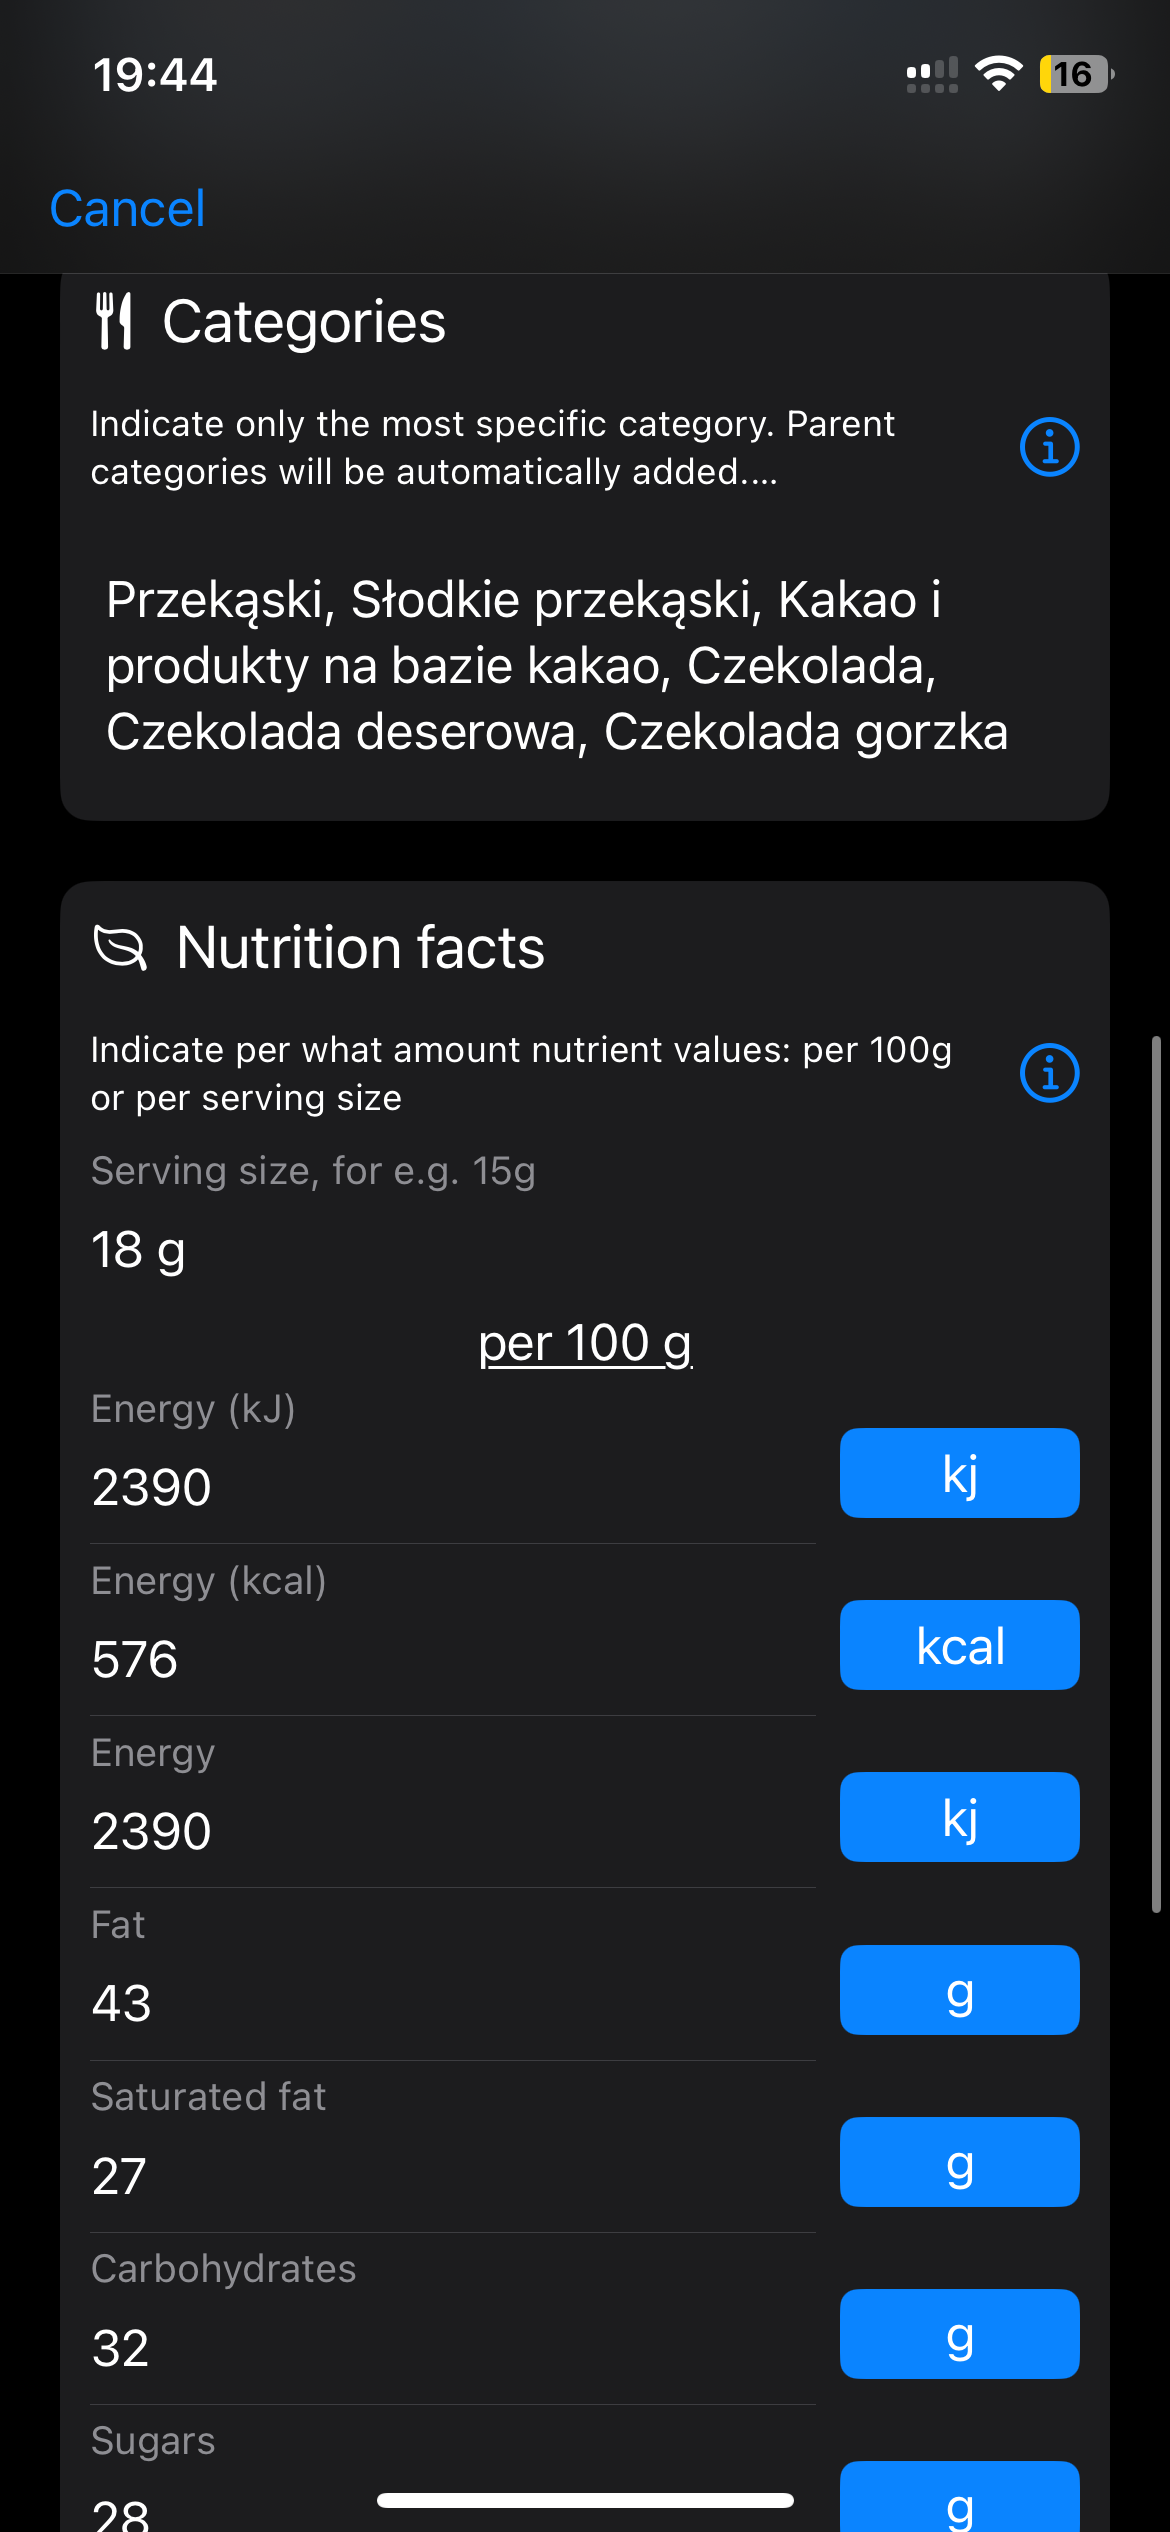 19:44
16
Cancel
Categories
Indicate only the most specific category. Parent
categories will be automatically added....
Przekąski, Słodkie przekąski, Kakao i
produkty na bazie kakao, Czekolada,
Czekolada deserowa, Czekolada gorzka
Nutrition facts
Indicate per what amount nutrient values: per 100g
or per serving size
Serving size, for e.g. 15g
18 g
per 100 g
Energy (kJ)
2390
kj
Energy (kcal)
576
kcal
Energy
2390
kj
Fat
43
g
Saturated fat
27
g
Carbohydrates
32
g
Sugars
28
g